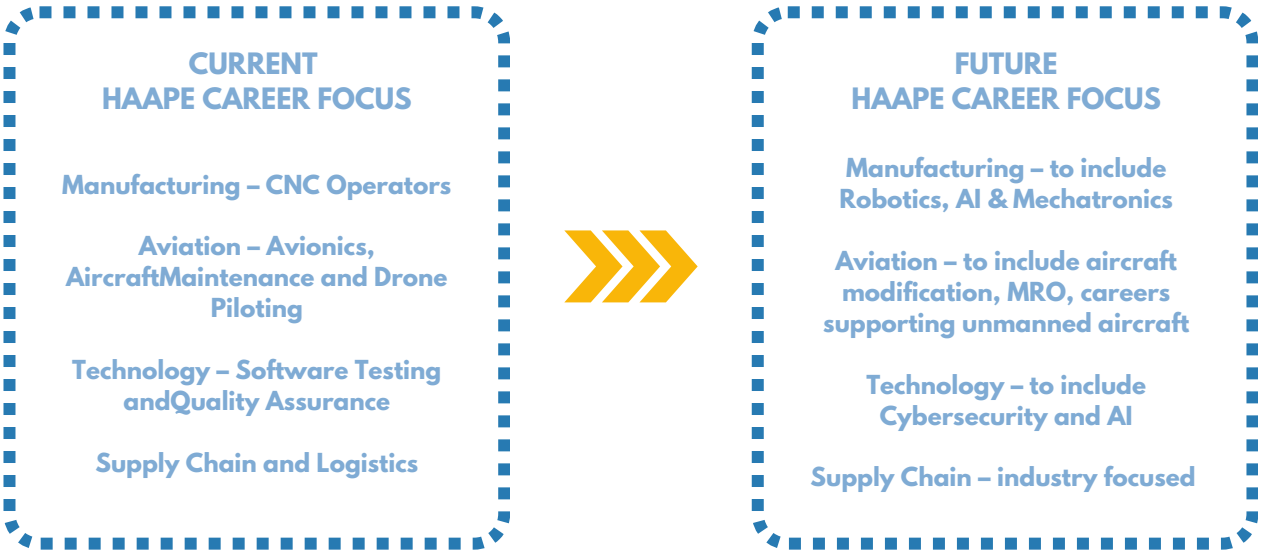 CURRENT
HAAPE CAREER FOCUS
Manufacturing – CNC Operators
Aviation – Avionics,
AircraftMaintenance and Drone
Piloting
Technology – Software Testing
andQuality Assurance
Supply Chain and Logistics
FUTURE
HAAPE CAREER FOCUS
Manufacturing – to include
Robotics, AI & Mechatronics
Aviation – to include aircraft
modification, MRO, careers
supporting unmanned aircraft
Technology – to include
Cybersecurity and AI
Supply Chain – industry focused